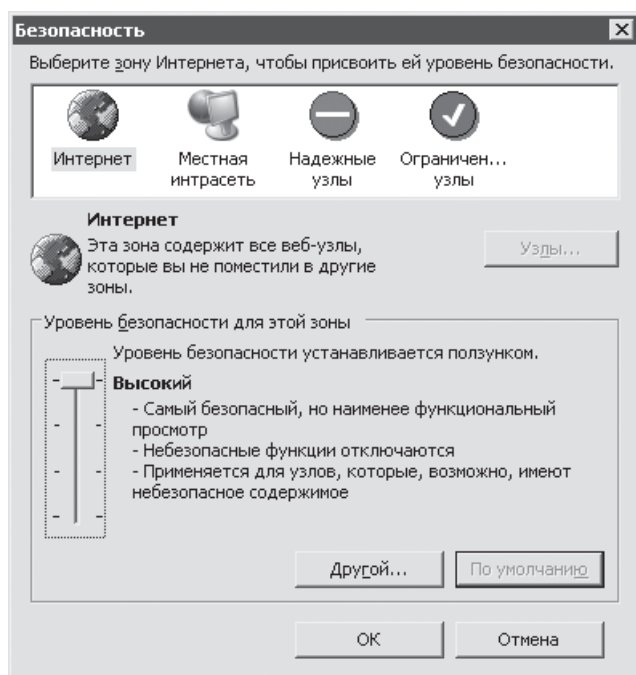 Безопасность
Выберите зону Интернета, чтобы присвоить ей уровень безопасности.
Интернет
Местная
интрасеть
Надежные
узлы
Ограничен...
узлы
Интернет
Эта зона содержит все веб-узлы,
которые вы не поместили в другие
зоны.
Узлы...
Уровень безопасности для этой зоны
Уровень безопасности устанавливается ползунком.
Высокий
- Самый безопасный, но наименее функциональный
просмотр
- Небезопасные функции отключаются
- Применяется для узлов, которые, возможно, имеют
небезопасное содержимое
Другой...
По умолчанию
ОК
Отмена